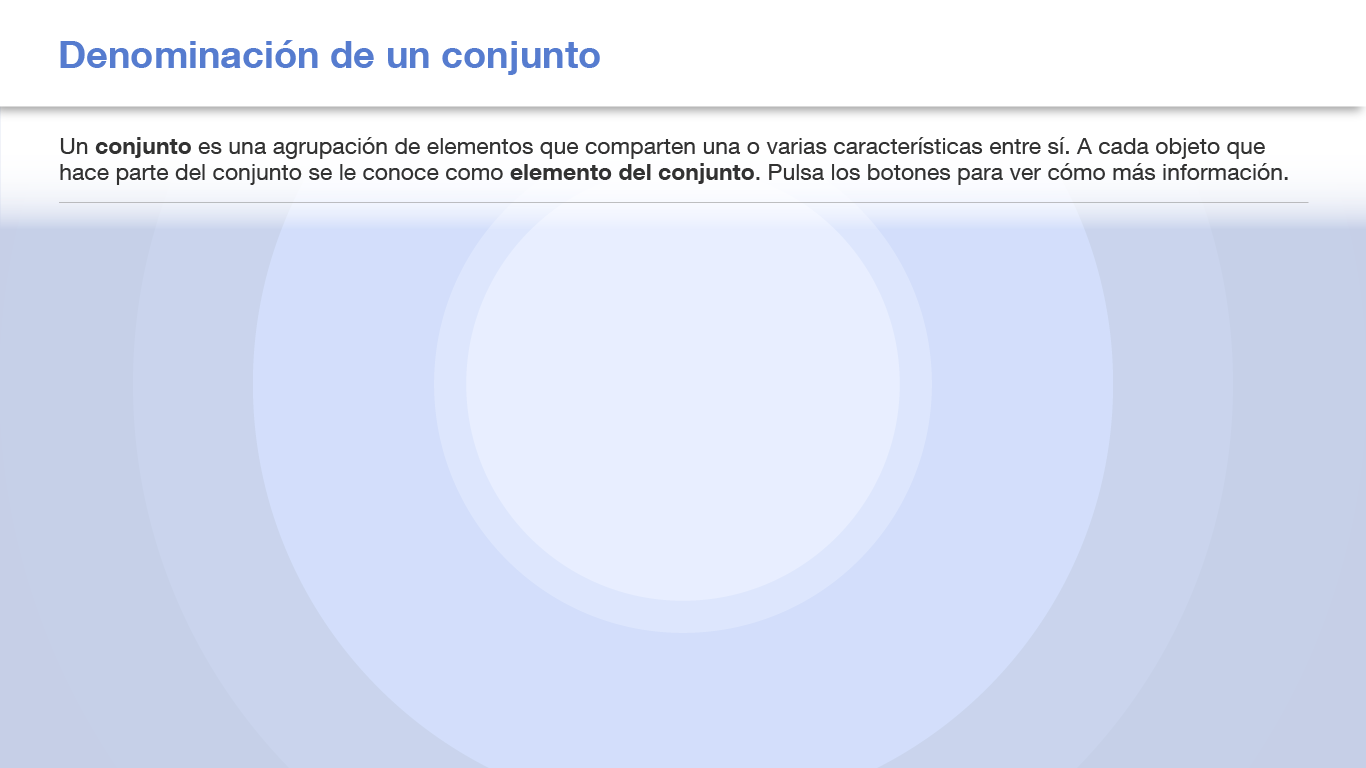 Denominación de un conjunto
Un conjunto es una agrupación de elementos que comparten una o varias características entre sí. A cada objeto que
hace parte del conjunto se le conoce como elemento del conjunto. Pulsa los botones para ver cómo más información.